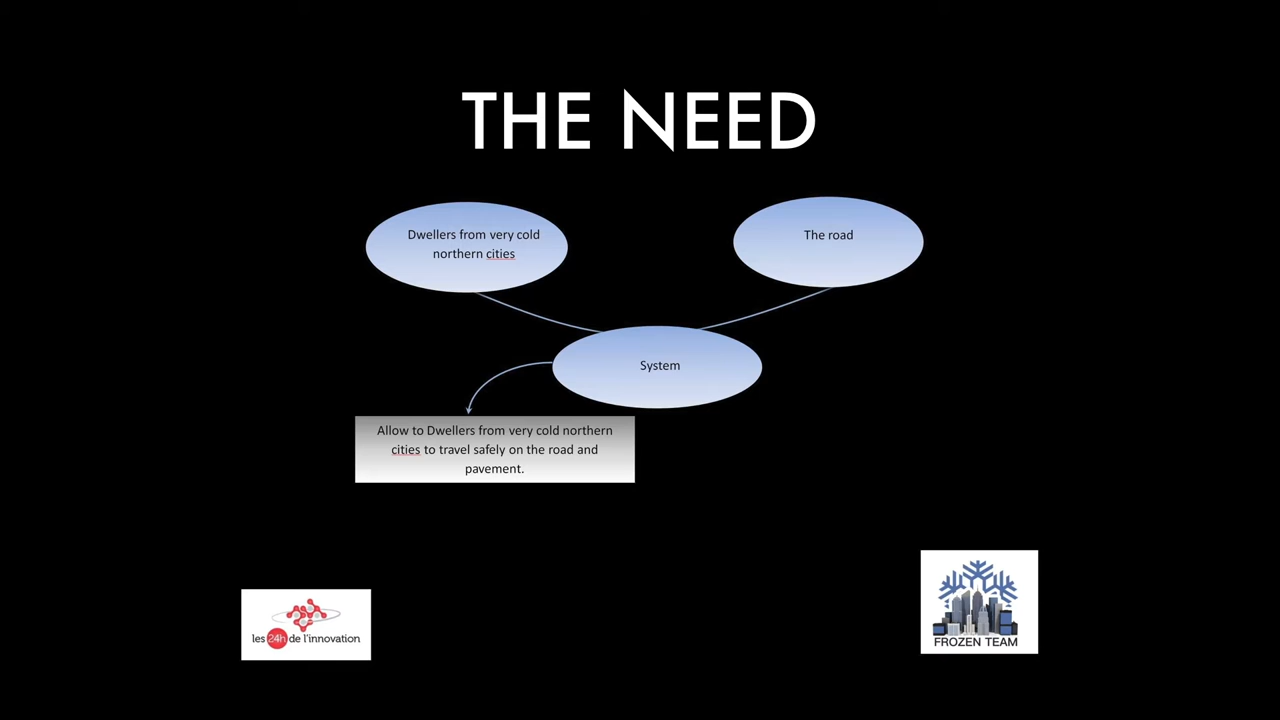 THE NEED
Dwellers from very cold
northern cities
The road
System
Allow to Dwellers from very cold northern
cities to travel safely on the road and
pavement.
les 24h de l'innovation
FROZEN TEAM